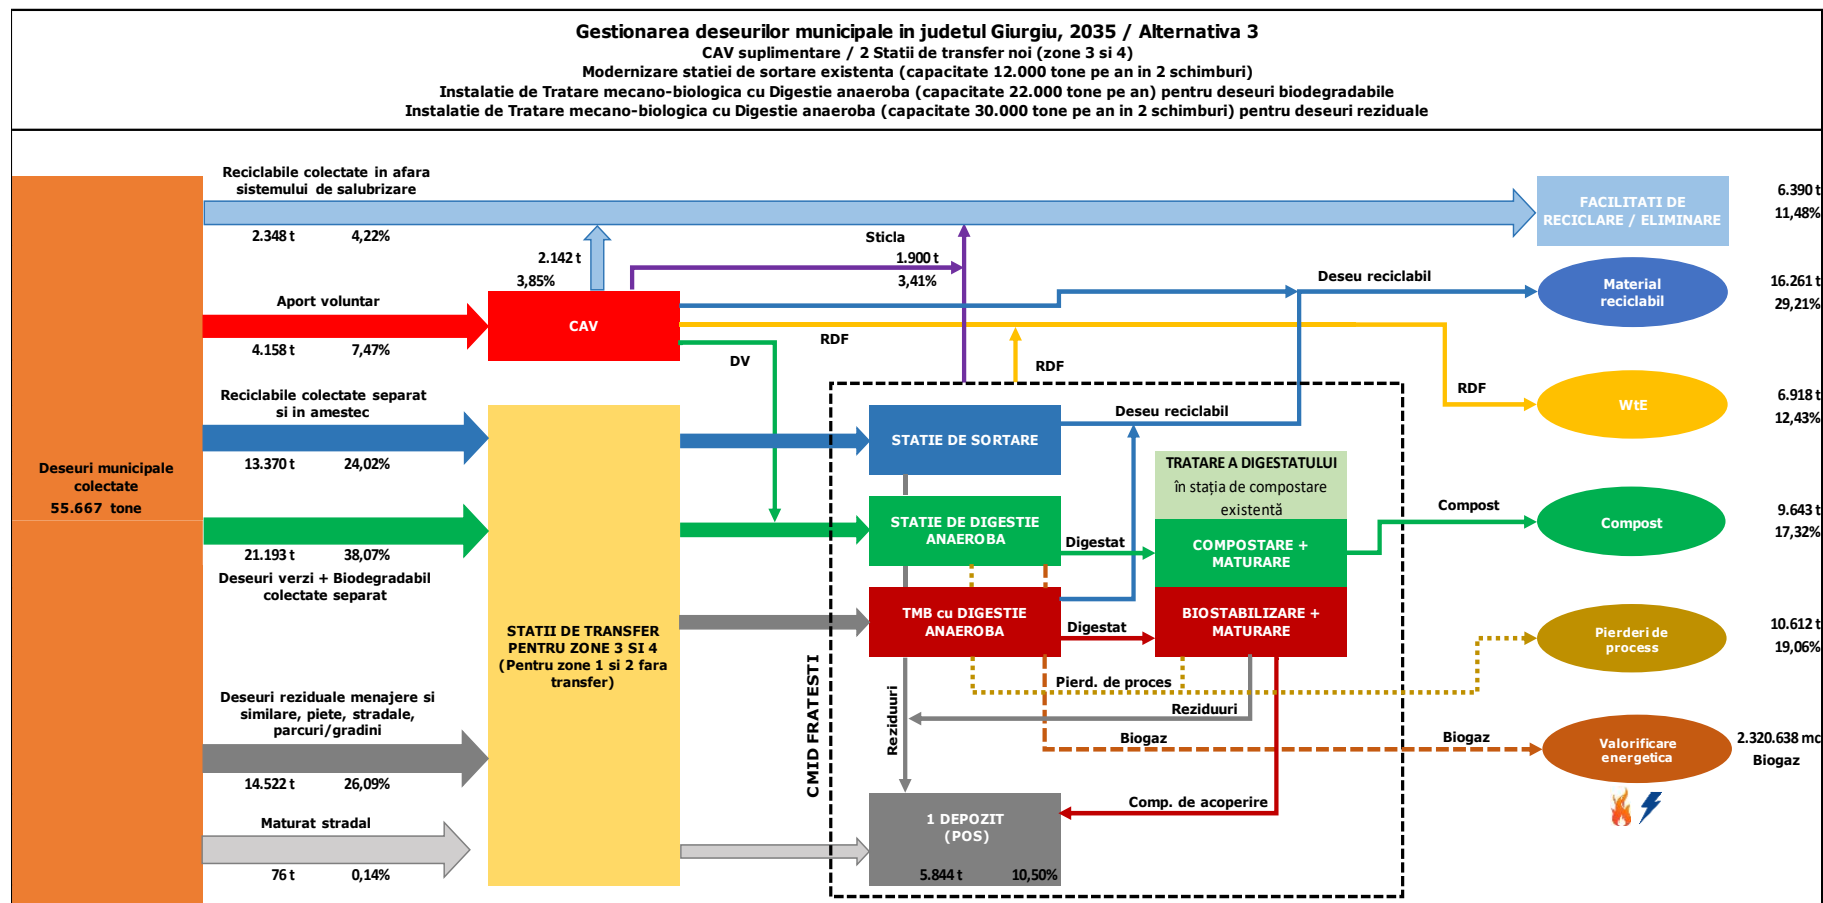 Gestionarea deseurilor municipale in judetul Giurgiu, 2035 / Alternativa 3
CAV suplimentare / 2 Statii de transfer noi (zone 3 si 4)
Modernizare statiei de sortare existenta (capacitate 12.000 tone pe an in 2 schimburi)
Instalatie de Tratare mecano-biologica cu Digestie anaeroba (capacitate 22.000 tone pe an) pentru deseuri biodegradabile
Instalatie de Tratare mecano-biologica cu Digestie anaeroba (capacitate 30.000 tone pe an in 2 schimburi) pentru deseuri reziduale
Deseuri municipale
colectate
55.667 tone
Reciclabile colectate in afara
sistemului de salubrizare
2.348 t 4,22%
Aport voluntar
4.158 t 7,47%
Reciclabile colectate separat
si in amestec
13.370 t 24,02%
21.193 t 38,07%
Deseuri verzi + Biodegradabil
colectate separat
Deseuri reziduale menajere si
similare, piete, stradale,
parcuri/gradini
14.522 t 26,09%
Maturat stradal
76 t 0,14%
2.142 t
3,85%
CAV
STATII DE TRANSFER
PENTRU ZONE 3 SI 4
(Pentru zone 1 si 2 fara
transfer)
Sticla
1.900 t
3,41%
RDF
DV
RDF
Deseu reciclabil
RDF
CMID FRATESTI
STATIE DE SORTARE
Deseu reciclabil
STATIE DE DIGESTIE
ANAEROBA
Digestat
TMB cu DIGESTIE
ANAEROBA
Digestat
TRATARE A DIGESTATULUI
în stația de compostare
existentă
COMPOSTARE +
MATURARE
BIOSTABILIZARE +
MATURARE
Compost
Pierd. de proces
Reziduuri
Reziduuri
Biogaz
Biogaz
Comp. de acoperire
1 DEPOZIT
(POS)
5.844 t 10,50%
FACILITATI DE
RECICLARE / ELIMINARE
6.390 t
11,48%
Material
reciclabil
16.261 t
29,21%
WtE
6.918 t
12,43%
Compost
9.643 t
17,32%
Pierderi de
process
10.612 t
19,06%
Valorificare
energetica
2.320.638 mc
Biogaz